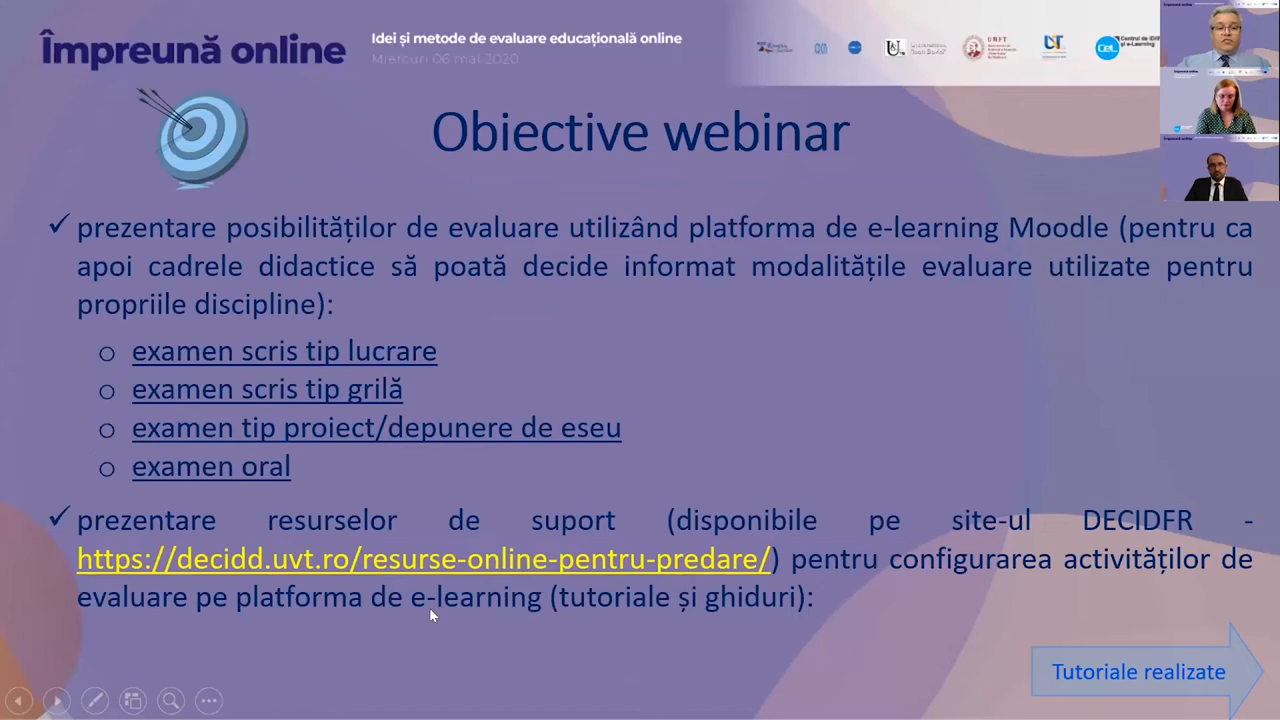 Împreună online
Idei și metode de evaluare educațională online
Miercuri 06 mai 2020
Obiective webinar
prezentare posibilităților de evaluare utilizând platforma de e-learning Moodle (pentru ca
apoi cadrele didactice să poată decide informat modalitățile evaluare utilizate pentru
propriile discipline):
examen scris tip lucrare
examen scris tip grilă
examen tip proiect/depunere de eseu
examen oral
prezentare resurselor de suport (disponibile pe site-ul DECIDFR -
https://decidd.uvt.ro/resurse-online-pentru-predare/) pentru configurarea activităților de
evaluare pe platforma de e-learning (tutoriale și ghiduri):
Tutoriale realizate